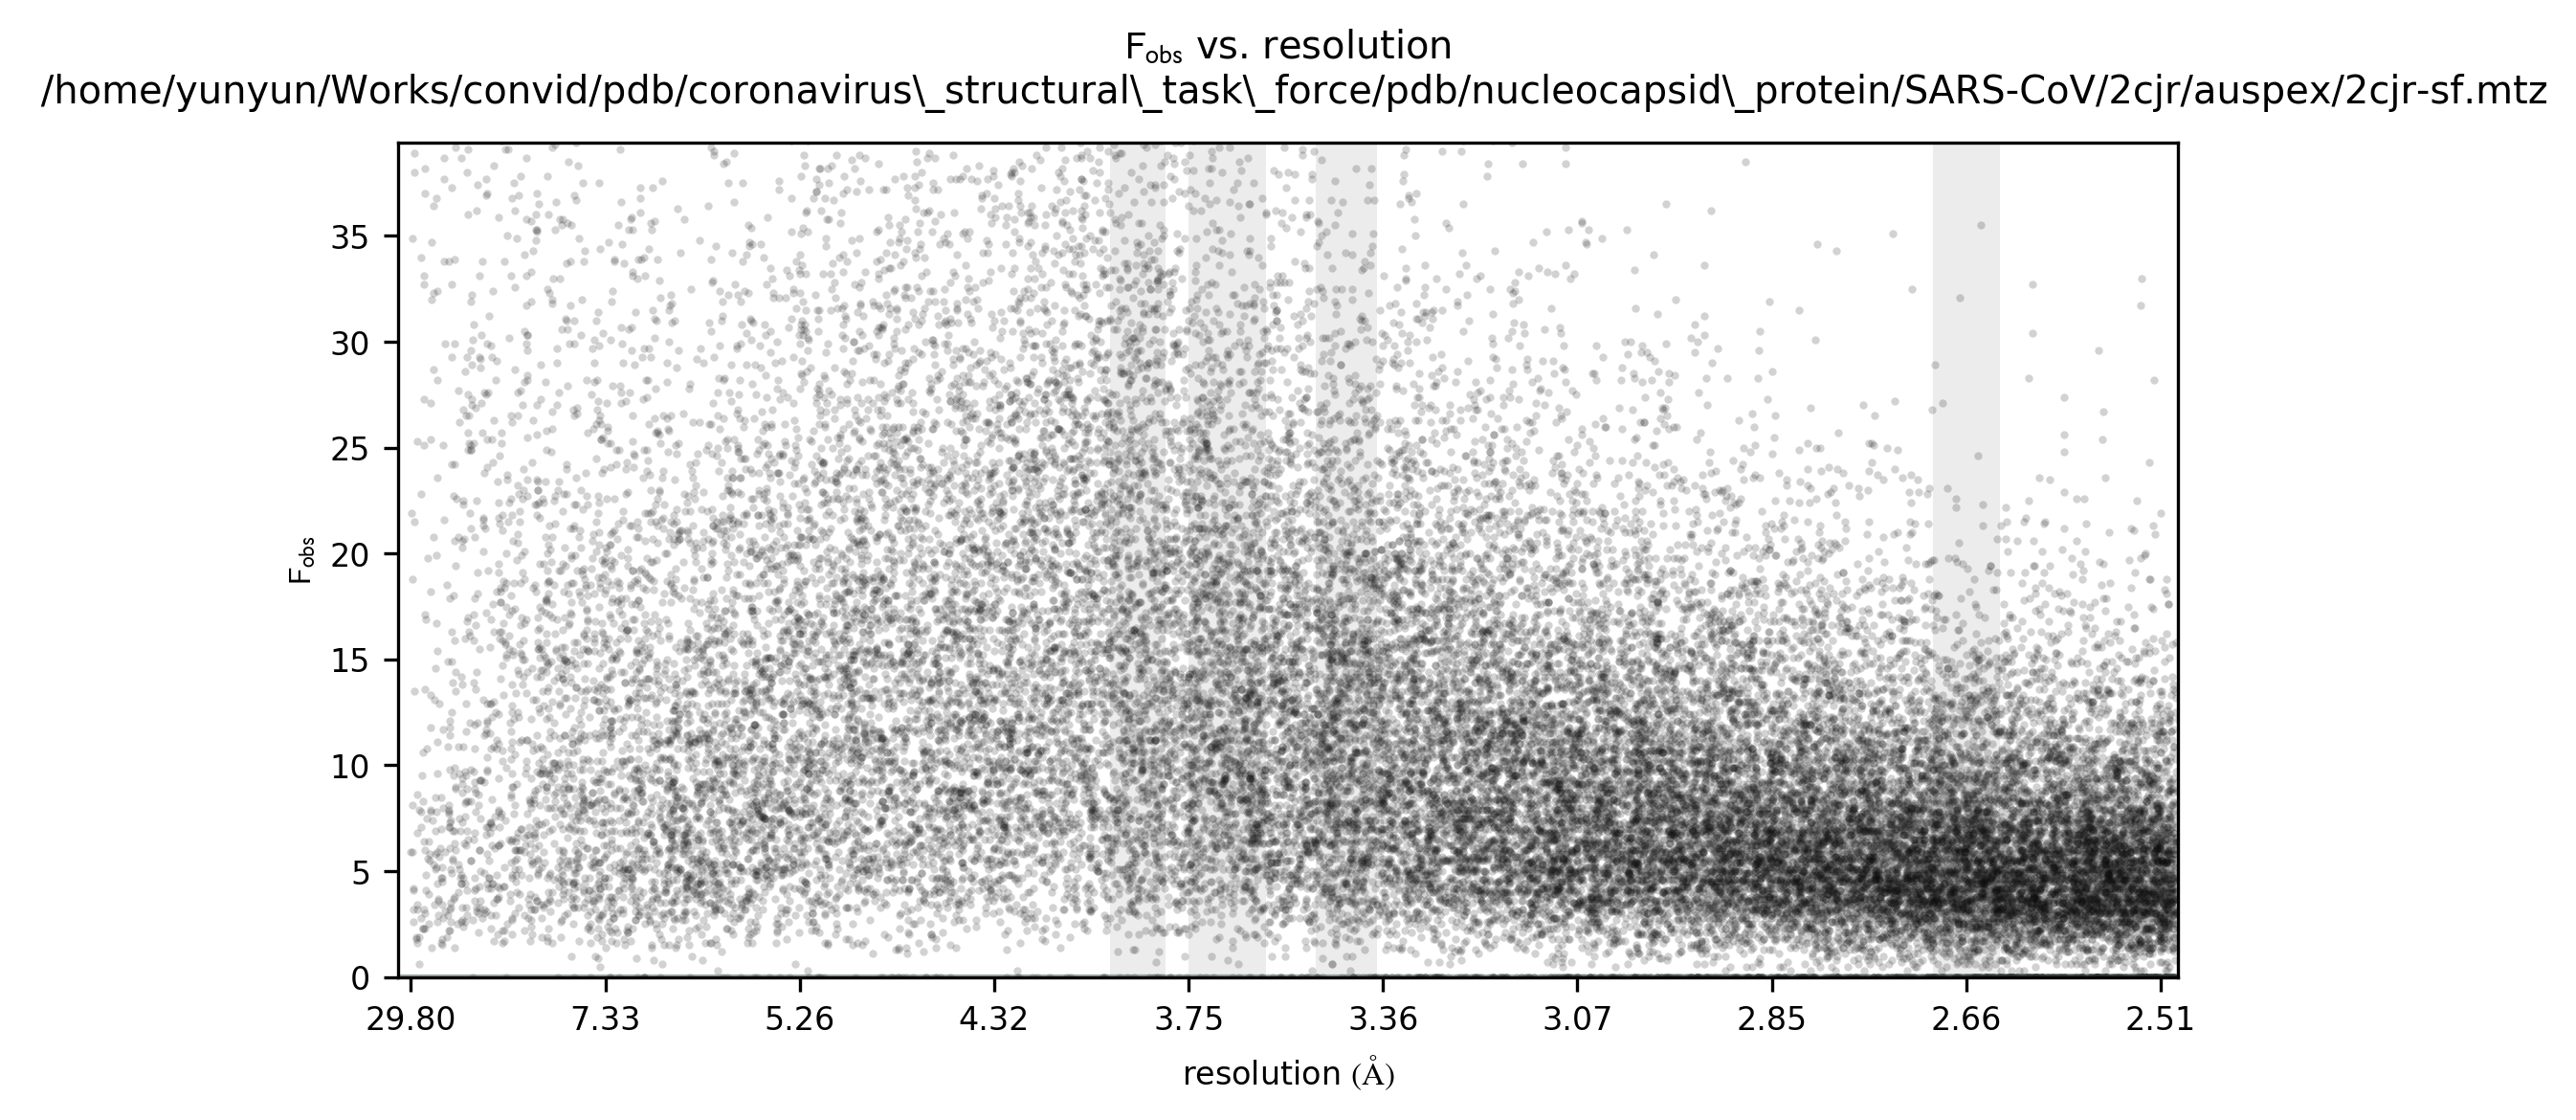 Fobs vs. resolution
/home/yunyun/Works/convid/pdb/coronavirus\_structural\_task\_force/pdb/nucleocapsid\_protein/SARS-CoV/2cjr/auspex/2cjr-sf.mtz
35
30
25
20
15
10
5
0
Fobs
29.80 7.33 5.26 4.32 3.75 3.36 3.07 2.85 2.66 2.51
resolution (Å)